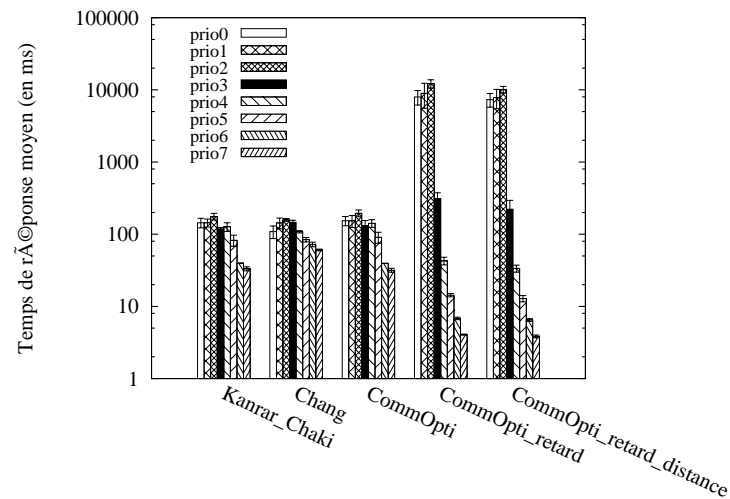 100000
10000
1000
100
10
1
Temps de rÃ©ponse moyen (en ms)
prio0
prio1
prio2
prio3
prio4
prio5
prio6
prio7
Kanrar_Chaki
Chang
CommOpti
CommOpti_retard
CommOpti_retard_distance